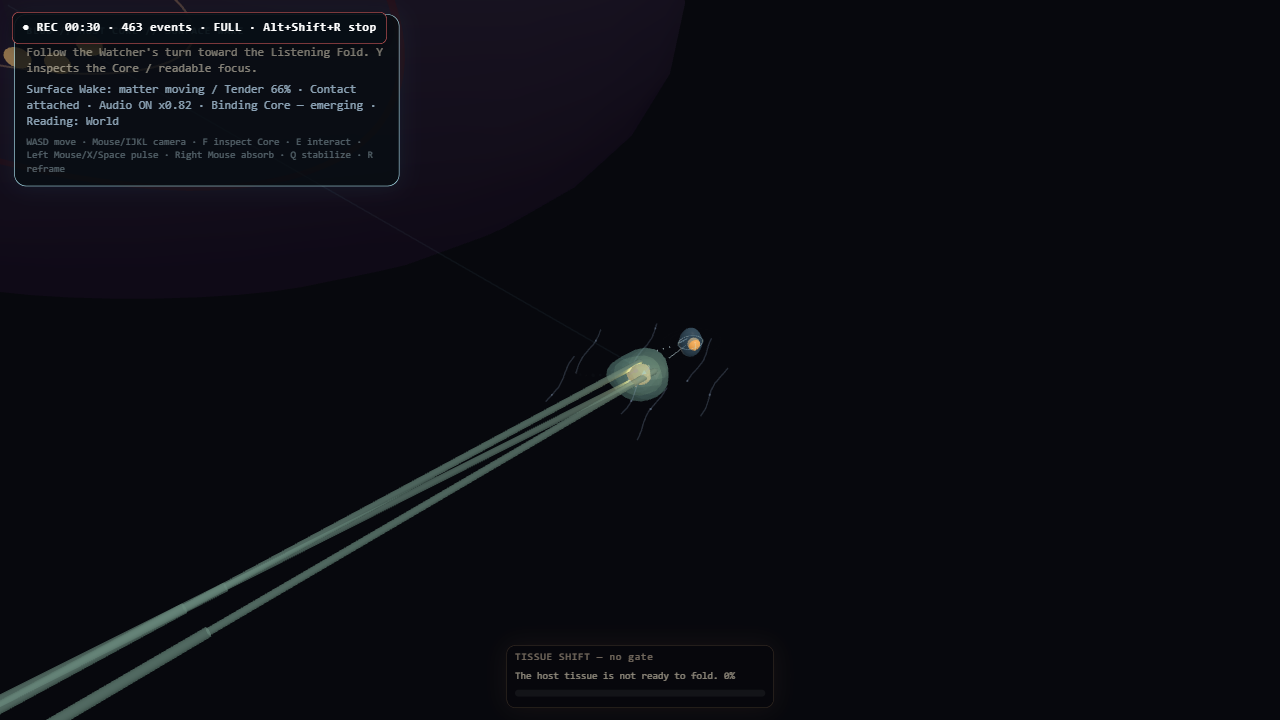 ● REC 00:30 · 463 events · FULL · Alt+Shift+R stop
Follow the Watcher's turn toward the Listening Fold. Y
inspects the Core / readable focus.
Surface Wake: matter moving / Tender 66% · Contact
attached · Audio ON x0.82 · Binding Core — emerging ·
Reading: World
WASD move · Mouse/IJKL camera · F inspect Core · E interact ·
Left Mouse/X/Space pulse · Right Mouse absorb · Q stabilize · R
reframe
TISSUE SHIFT — no gate
The host tissue is not ready to fold. 0%